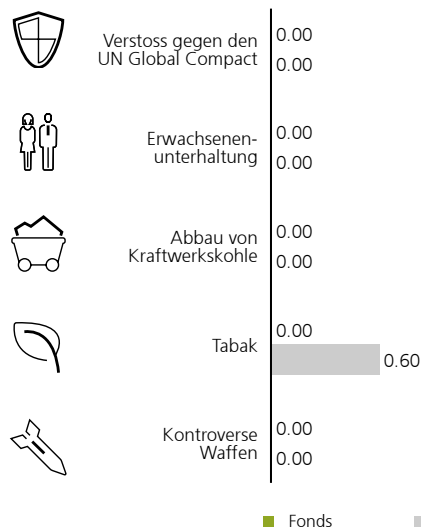 Verstoss gegen den
UN Global Compact
0.00
0.00
Erwachsenen-
unterhaltung
0.00
0.00
Abbau von
Kraftwerkskohle
0.00
0.00
Tabak
0.00
0.60
Kontroverse
Waffen
0.00
0.00
Fonds